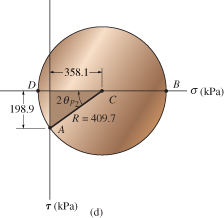 358.1
D
B
σ (kPa)
198.9
2θp₂
C
R = 409.7
A
τ (kPa)
(d)